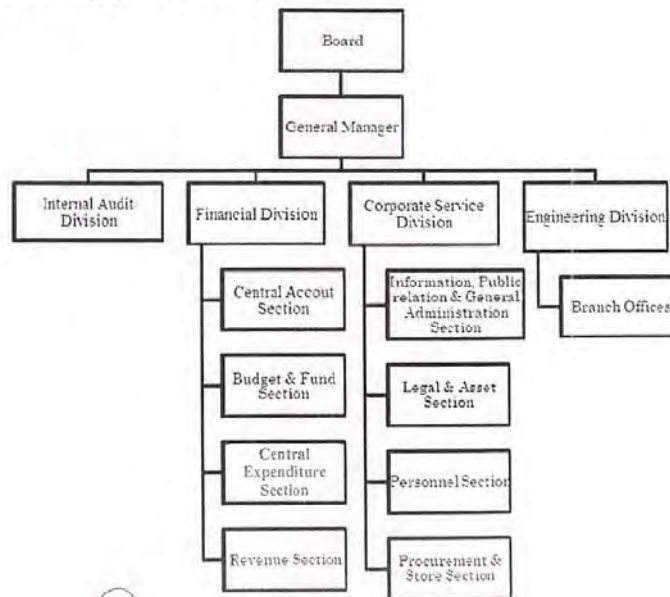 Board
General Manager
Internal Audit
Division
Financial Division
Corporate Service
Division
Engineering Division
Central Accout
Section
Information, Public
relation & General
Administration
Section
Branch Offices
Budget & Fund
Section
Legal & Asset
Section
Central
Expenditure
Section
Personnel Section
Revenue Section
Procurement &
Store Section